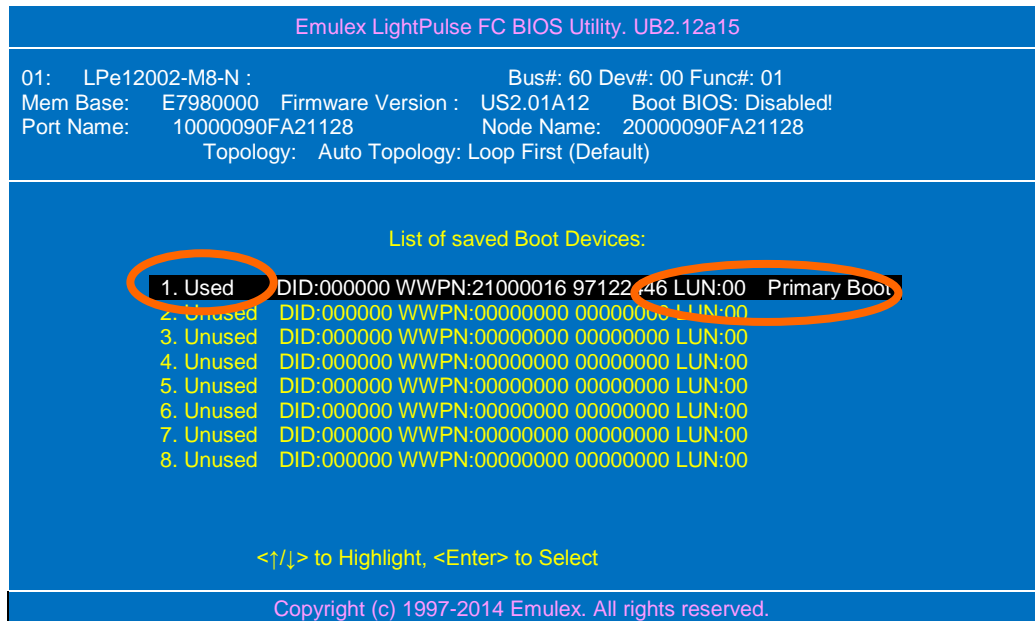 Emulex LightPulse FC BIOS Utility. UB2.12a15
01: LPe12002-M8-N : Bus#: 60 Dev#: 00 Func#: 01
Mem Base: E7980000 Firmware Version : US2.01A12 Boot BIOS: Disabled!
Port Name: 10000090FA21128 Node Name: 20000090FA21128
Topology: Auto Topology: Loop First (Default)
List of saved Boot Devices:
1. Used DID:000000 WWPN:21000016 97122446 LUN:00 Primary Boot
2. Unused DID:000000 WWPN:00000000 00000000 LUN:00
3. Unused DID:000000 WWPN:00000000 00000000 LUN:00
4. Unused DID:000000 WWPN:00000000 00000000 LUN:00
5. Unused DID:000000 WWPN:00000000 00000000 LUN:00
6. Unused DID:000000 WWPN:00000000 00000000 LUN:00
7. Unused DID:000000 WWPN:00000000 00000000 LUN:00
8. Unused DID:000000 WWPN:00000000 00000000 LUN:00
<↑/↓> to Highlight, <Enter> to Select
Copyright (c) 1997-2014 Emulex. All rights reserved.